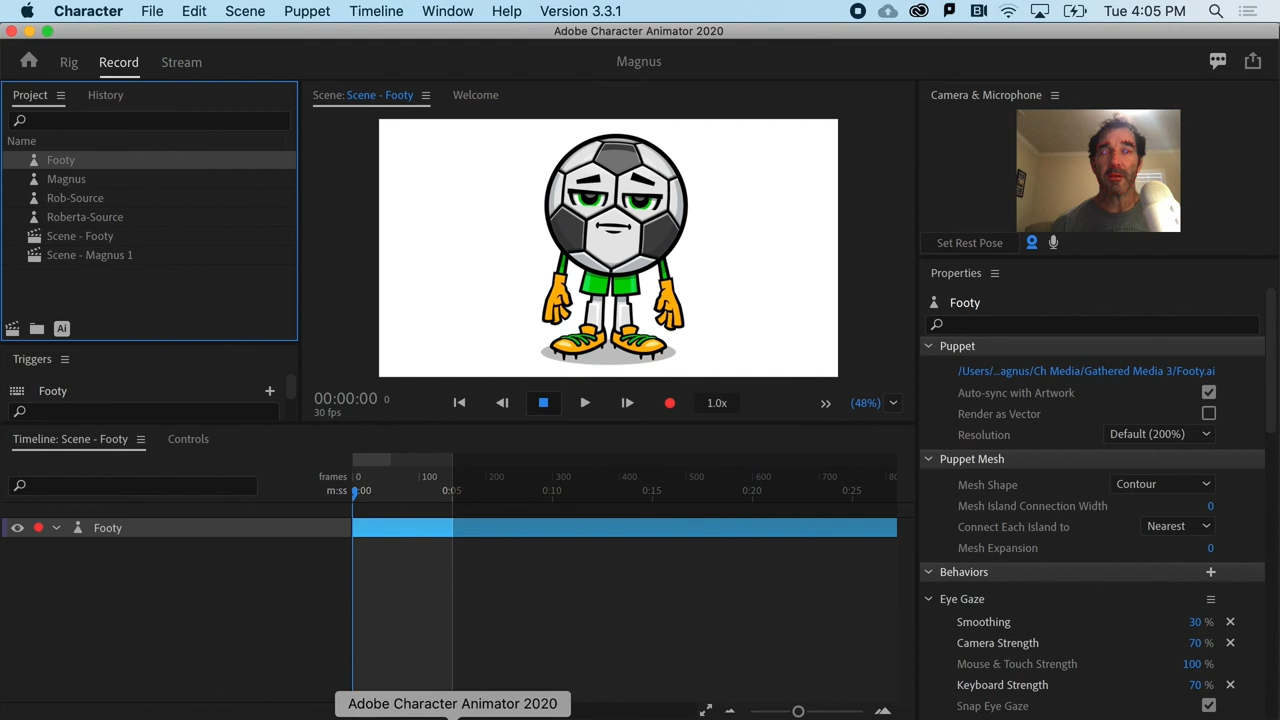 Character File Edit Scene Puppet Timeline Window Help Version 3.3.1 Tue 4:05 PM
Adobe Character Animator 2020
Rig Record Stream Magnus
Project History
Scene: Scene - Footy Welcome
Camera & Microphone
Name
Footy
Magnus
Rob-Source
Roberta-Source
Scene - Footy
Scene - Magnus 1
Ai
Set Rest Pose
Properties
Footy
Puppet
/Users/...agnus/Ch Media/Gathered Media 3/Footy.ai
Auto-sync with Artwork
Render as Vector
Resolution Default (200%)
Triggers
Footy
00:00:00 0
30 fps
1.0x
(48%)
Puppet Mesh
Mesh Shape Contour
Mesh Island Connection Width 0
Connect Each Island to Nearest
Mesh Expansion 0
Behaviors
Eye Gaze
Smoothing 30 %
Camera Strength 70 %
Mouse & Touch Strength 100 %
Keyboard Strength 70 %
Snap Eye Gaze
Timeline: Scene - Footy Controls
frames 0 100 200 300 400 500 600 700
m:ss 0:05 0:10 0:15 0:20 0:25
Footy
Adobe Character Animator 2020